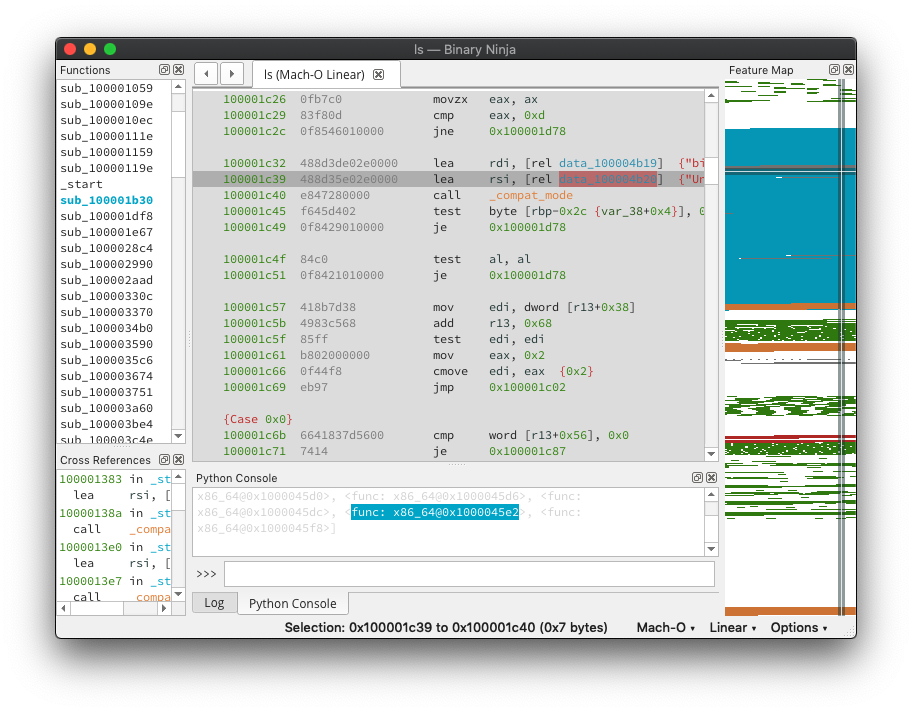 ls — Binary Ninja
Functions
sub_100001059
sub_10000109e
sub_1000010ec
sub_10000111e
sub_100001159
sub_10000119e
_start
sub_100001b30
sub_100001df8
sub_100001e67
sub_1000028c4
sub_100002990
sub_100002aad
sub_10000330c
sub_100003370
sub_1000034b0
sub_100003590
sub_1000035c6
sub_100003674
sub_100003751
sub_100003a60
sub_100003be4
sub_100003c4e
Cross References
100001383 in _st
lea rsi, [
10000138a in _st
call _compa
1000013e0 in _st
lea rsi, [
1000013e7 in _st
call _compa
ls (Mach-O Linear)
100001c26 0fb7c0 movzx eax, ax
100001c29 83f80d cmp eax, 0xd
100001c2c 0f8546010000 jne 0x100001d78
100001c32 488d3de02e0000 lea rdi, [rel data_100004b19] {"bi
100001c39 488d35e02e0000 lea rsi, [rel data_100004b20] {"Un
100001c40 e847280000 call _compat_mode
100001c45 f645d402 test byte [rbp-0x2c {var_38+0x4}], 0
100001c49 0f8429010000 je 0x100001d78
100001c4f 84c0 test al, al
100001c51 0f8421010000 je 0x100001d78
100001c57 418b7d38 mov edi, dword [r13+0x38]
100001c5b 4983c568 add r13, 0x68
100001c5f 85ff test edi, edi
100001c61 b802000000 mov eax, 0x2
100001c66 0f44f8 cmove edi, eax {0x2}
100001c69 eb97 jmp 0x100001c02
{Case 0x0}
100001c6b 6641837d5600 cmp word [r13+0x56], 0x0
100001c71 7414 je 0x100001c87
Python Console
x86_64@0x1000045d0>, <func: x86_64@0x1000045d6>, <func:
x86_64@0x1000045dc>, <func: x86_64@0x1000045e2>, <func:
x86_64@0x1000045f8>]
>>>
Log Python Console
Feature Map
Selection: 0x100001c39 to 0x100001c40 (0x7 bytes) Mach-O Linear Options